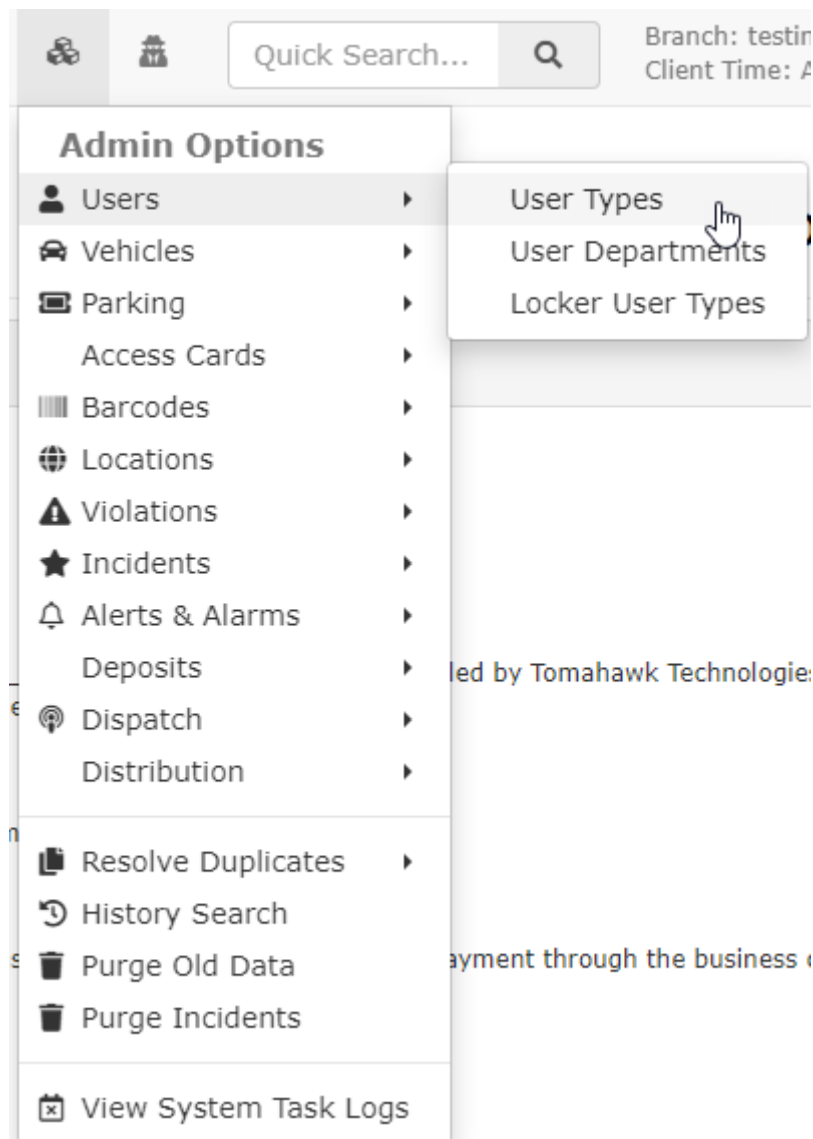 Quick Search...
Branch: testin
Client Time: A
Admin Options
Users
User Types
Vehicles
User Departments
Parking
Locker User Types
Access Cards
Barcodes
Locations
Violations
Incidents
Alerts & Alarms
Deposits
led by Tomahawk Technologies
Dispatch
Distribution
Resolve Duplicates
History Search
Purge Old Data
ayment through the business
Purge Incidents
View System Task Logs